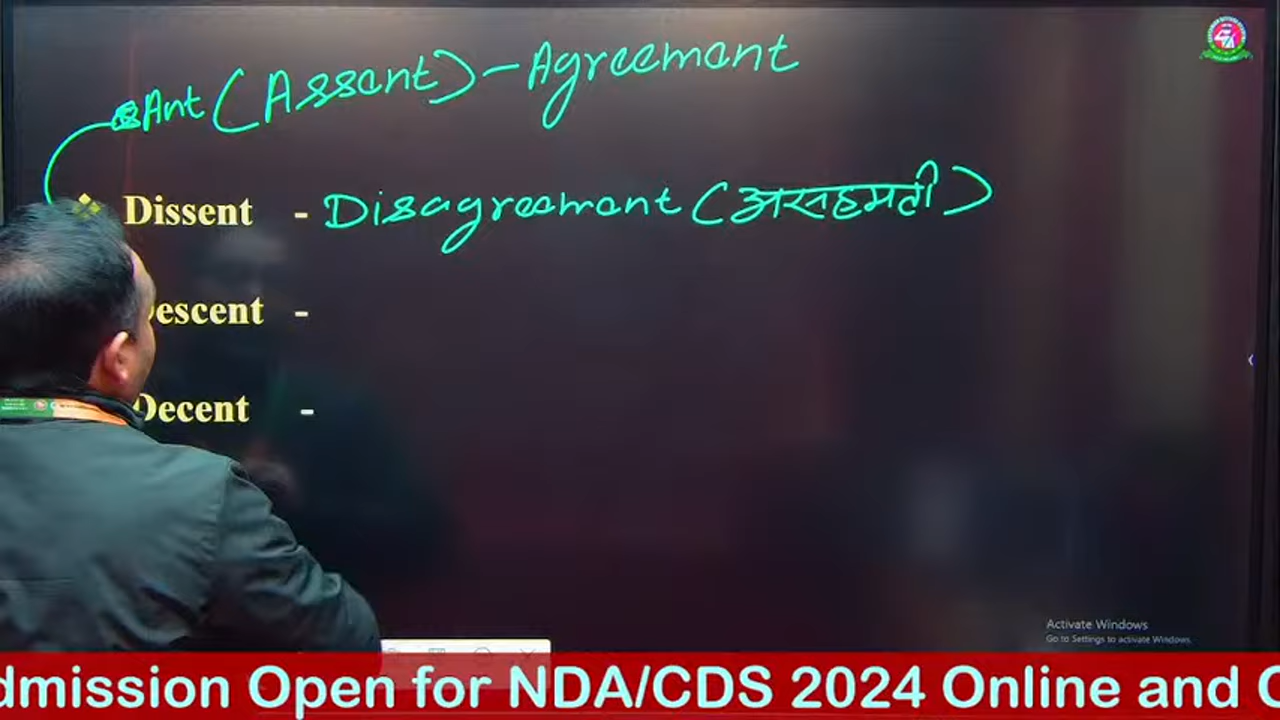 Ant (Assent) - Agreement
Dissent - Disagreement (असहमती)
Descent -
Decent -
Activate Windows
Go to Settings to activate Windows.
dmission Open for NDA/CDS 2024 Online and O